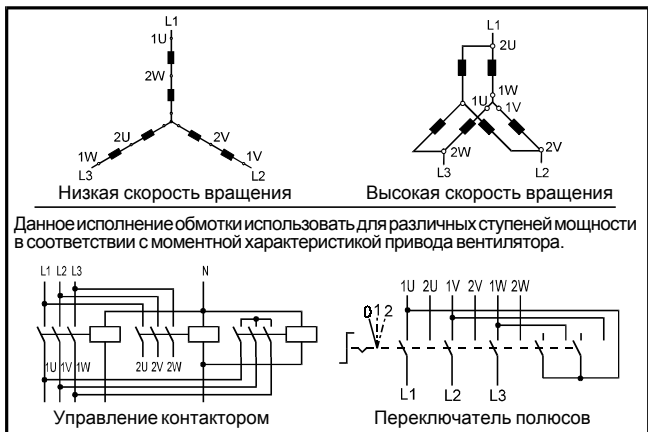 L1
1U
2W
2U
2V
1W
1V
L3
L2
Низкая скорость вращения
L1
2U
1W
1U
1V
2W
2V
L3
L2
Высокая скорость вращения
Данное исполнение обмотки использовать для различных ступеней мощности
в соответствии с моментной характеристикой привода вентилятора.
L1 L2 L3
N
1U 1V 1W
2U 2V 2W
Управление контактором
1U 2U 1V 2V 1W 2W
0 1 2
L1 L2 L3
Переключатель полюсов